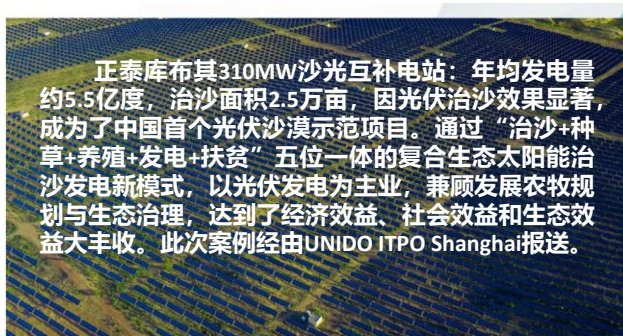 正泰库布其310MW沙光互补电站：年均发电量
约5.5亿度，治沙面积2.5万亩，因光伏治沙效果显著，
成为了中国首个光伏沙漠示范项目。通过“治沙+种
草+养殖+发电+扶贫”五位一体的复合生态太阳能治
沙发电新模式，以光伏发电为主业，兼顾发展农牧规
划与生态治理，达到了经济效益、社会效益和生态效
益大丰收。此次案例经由UNIDO ITPO Shanghai报送。